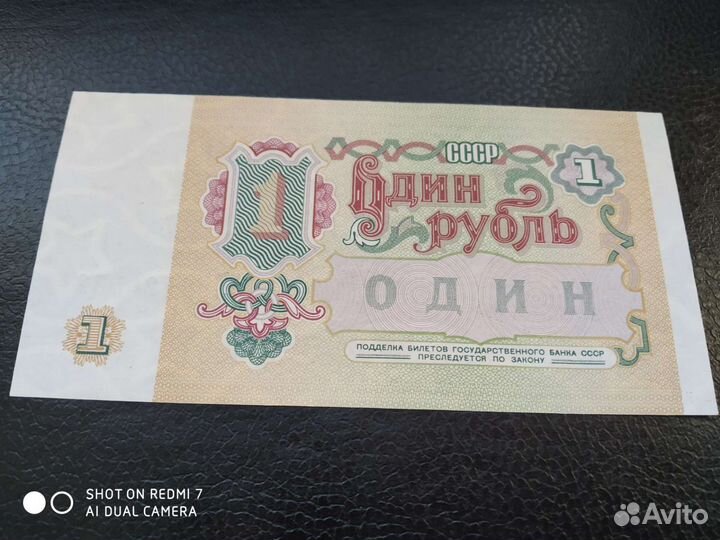 СССР
1
1
Один
рубль
ОДИН
1
ПОДДЕЛКА БИЛЕТОВ ГОСУДАРСТВЕННОГО БАНКА СССР
ПРЕСЛЕДУЕТСЯ ПО ЗАКОНУ
SHOT ON REDMI 7
AI DUAL CAMERA
Avito